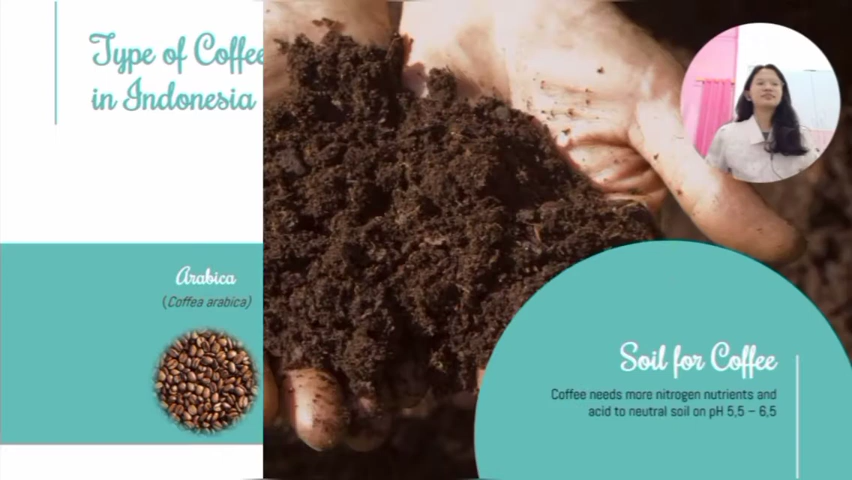 Type of Coffee
in Indonesia
Arabica
(Coffea arabica)
Soil for Coffee
Coffee needs more nitrogen nutrients and
acid to neutral soil on pH 5,5 – 6,5